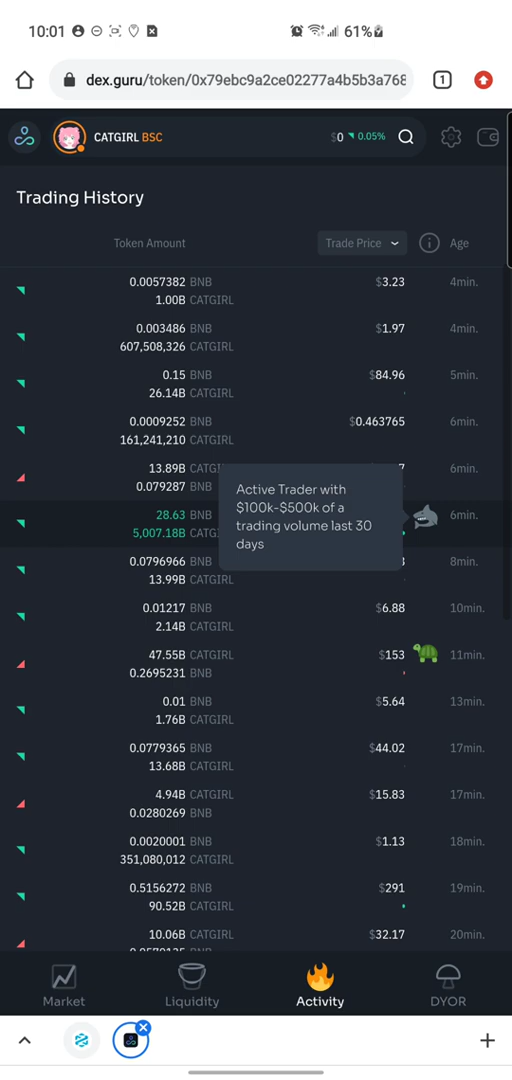 10:01 61%
dex.guru/token/0x79ebc9a2ce02277a4b5b3a768 1
CATGIRL BSC $0 0.05%
Trading History
Token Amount Trade Price Age
0.0057382 BNB $3.23 4min.
1.00B CATGIRL
0.003486 BNB $1.97 4min.
607,508,326 CATGIRL
0.15 BNB $84.96 5min.
26.14B CATGIRL
0.0009252 BNB $0.463765 6min.
161,241,210 CATGIRL
13.89B CATG 7 6min.
0.079287 BNB
Active Trader with
$100k-$500k of a
trading volume last 30
days
28.63 BNB 6min.
5,007.18B CATG
0.0796966 BNB 8min.
13.99B CATGIRL
0.01217 BNB $6.88 10min.
2.14B CATGIRL
47.55B CATGIRL $153 11min.
0.2695231 BNB
0.01 BNB $5.64 13min.
1.76B CATGIRL
0.0779365 BNB $44.02 17min.
13.68B CATGIRL
4.94B CATGIRL $15.83 17min.
0.0280269 BNB
0.0020001 BNB $1.13 18min.
351,080,012 CATGIRL
0.5156272 BNB $291 19min.
90.52B CATGIRL
10.06B CATGIRL $32.17 20min.
Market Liquidity Activity DYOR